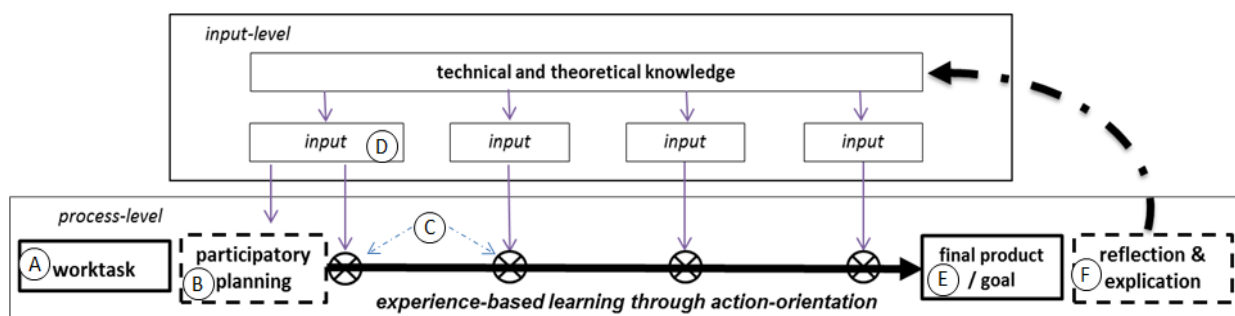 input-level
technical and theoretical knowledge
input D
input
input
input
process-level
C
A worktask
participatory
B planning
final product
E / goal
reflection &
F explication
experience-based learning through action-orientation